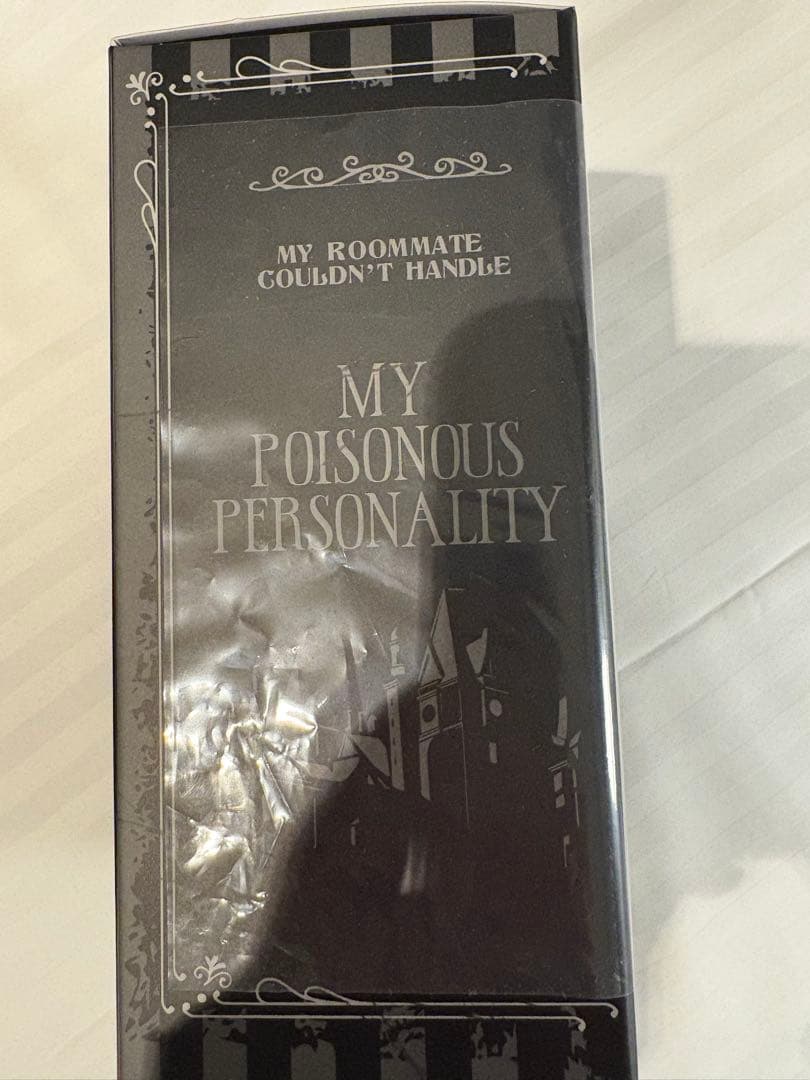 MY ROOMMATE
COULDN'T HANDLE
MY
POISONOUS
PERSONALITY